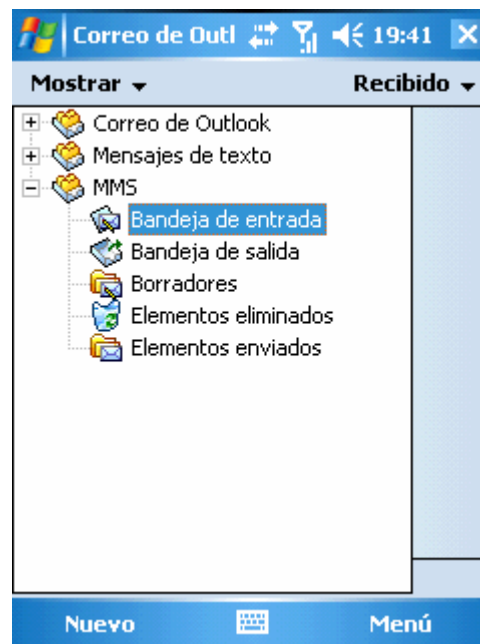 Correo de Outl 19:41
Mostrar Recibido
Correo de Outlook
Mensajes de texto
MMS
Bandeja de entrada
Bandeja de salida
Borradores
Elementos eliminados
Elementos enviados
Nuevo Menú